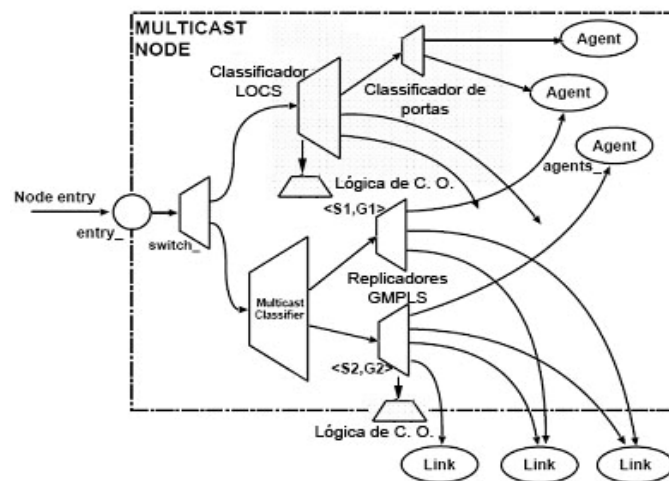 MULTICAST
NODE
Agent
Classificador
LOCS
Classificador de
portas
Agent
Agent
agents_
Lógica de C. O.
<S1,G1>
Node entry
entry_
switch_
Multicast
Classifier
Replicadores
GMPLS
<S2,G2>
Lógica de C. O.
Link
Link
Link